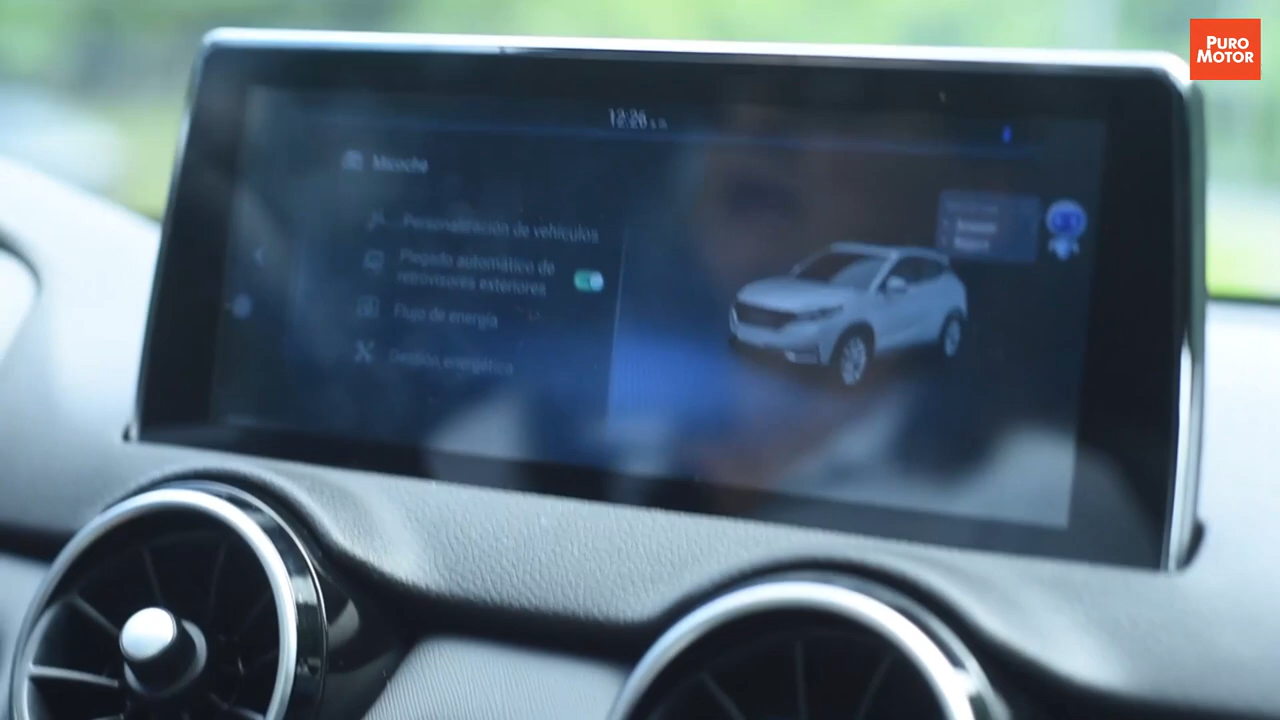 PURO
MOTOR
12:26
Micoche
Personalización de vehículos
Plegado automático de
retrovisores exteriores
Flujo de energía
Gestión energética